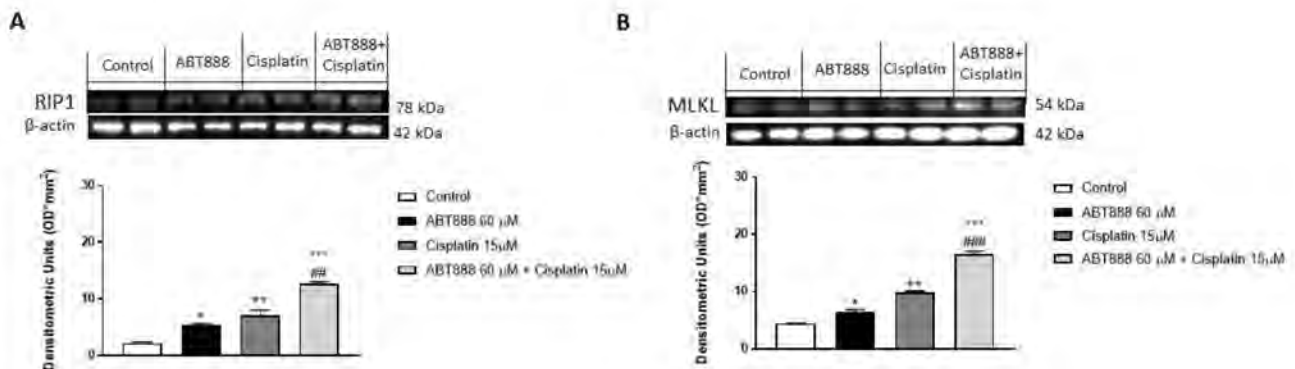 A
Control
ABT888
Cisplatin
ABT888+
Cisplatin
RIP1
78 kDa
β-actin
42 kDa
Densitometric Units (OD*mm²)
30
20
10
0
*
**
***
##
Control
ABT888 60 μM
Cisplatin 15μM
ABT888 60 μM + Cisplatin 15μM
B
Control
ABT888
Cisplatin
ABT888+
Cisplatin
MLKL
54 kDa
β-actin
42 kDa
Densitometric Units (OD*mm²)
30
20
10
0
*
**
***
###
Control
ABT888 60 μM
Cisplatin 15μM
ABT888 60 μM + Cisplatin 15μM